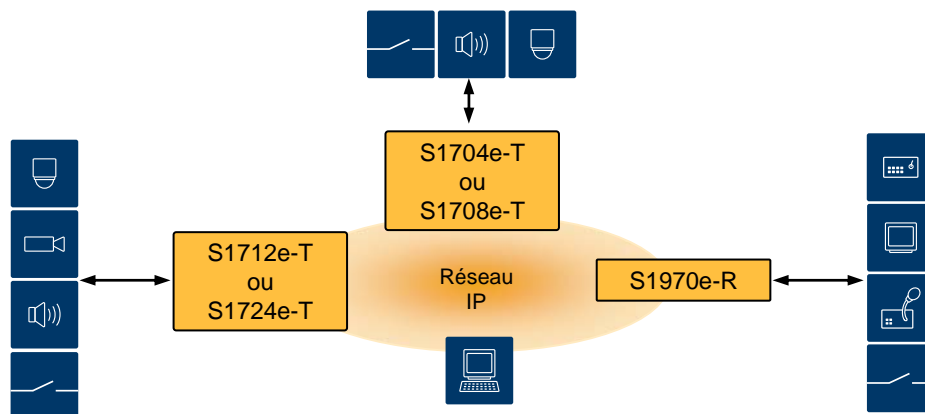 S1704e-T
ou
S1708e-T
S1712e-T
ou
S1724e-T
Réseau
IP
S1970e-R